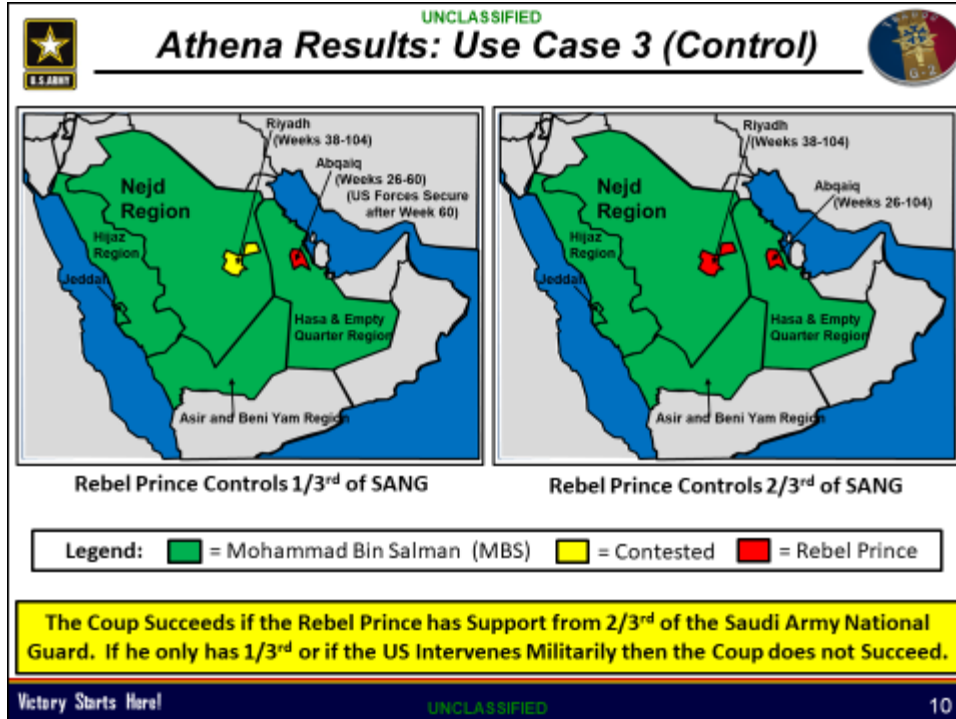 UNCLASSIFIED
Athena Results: Use Case 3 (Control)
U.S. ARMY
TRADOC
G-2
Riyadh
(Weeks 38-104)
Abqaiq
(Weeks 26-60)
(US Forces Secure
after Week 60)
Nejd
Region
Hijaz
Region
Jeddah
Hasa & Empty
Quarter Region
Asir and Beni Yam Region
Rebel Prince Controls 1/3rd of SANG
Riyadh
(Weeks 38-104)
Abqaiq
(Weeks 26-104)
Nejd
Region
Hijaz
Region
Jeddah
Hasa & Empty
Quarter Region
Asir and Beni Yam Region
Rebel Prince Controls 2/3rd of SANG
Legend: = Mohammad Bin Salman (MBS) = Contested = Rebel Prince
The Coup Succeeds if the Rebel Prince has Support from 2/3rd of the Saudi Army National
Guard. If he only has 1/3rd or if the US Intervenes Militarily then the Coup does not Succeed.
Victory Starts Here!
UNCLASSIFIED
10